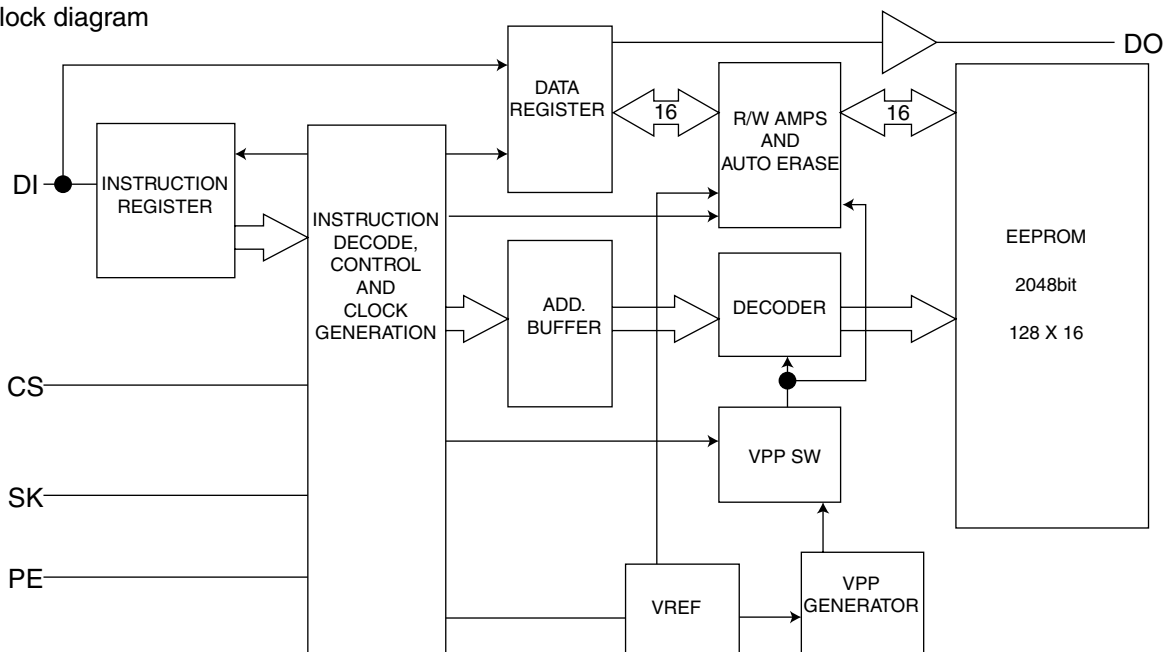 lock diagram
DO
DATA
REGISTER
16
R/W AMPS
AND
AUTO ERASE
16
DI
INSTRUCTION
REGISTER
INSTRUCTION
DECODE,
CONTROL
AND
CLOCK
GENERATION
ADD.
BUFFER
DECODER
EEPROM
2048bit
128 X 16
CS
VPP SW
SK
PE
VREF
VPP
GENERATOR